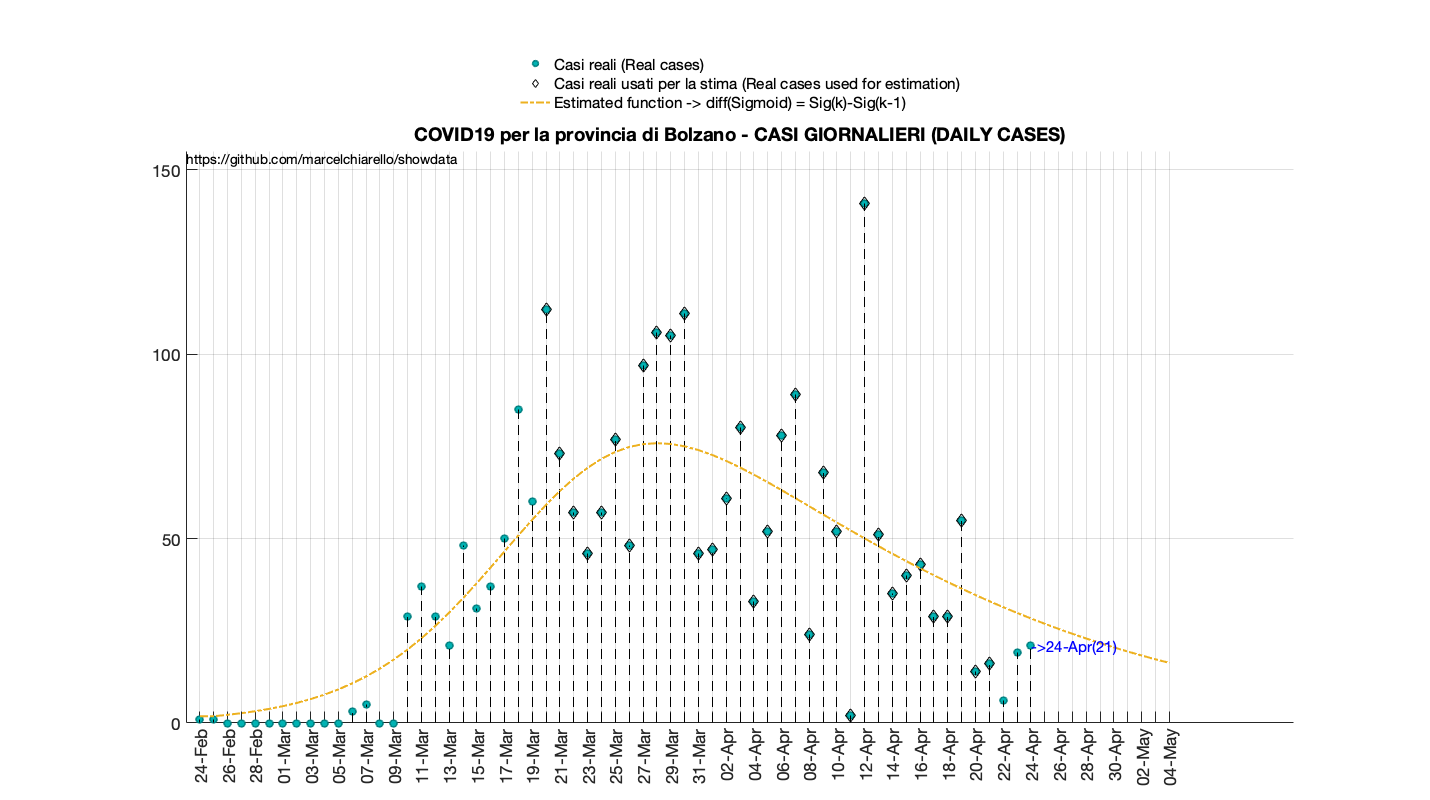 Casi reali (Real cases)
Casi reali usati per la stima (Real cases used for estimation)
Estimated function -> diff(Sigmoid) = Sig(k)-Sig(k-1)
COVID19 per la provincia di Bolzano - CASI GIORNALIERI (DAILY CASES)
https://github.com/marcelchiarello/showdata
150
100
50
0
->24-Apr(21)
24-Feb
26-Feb
28-Feb
01-Mar
03-Mar
05-Mar
07-Mar
09-Mar
11-Mar
13-Mar
15-Mar
17-Mar
19-Mar
21-Mar
23-Mar
25-Mar
27-Mar
29-Mar
31-Mar
02-Apr
04-Apr
06-Apr
08-Apr
10-Apr
12-Apr
14-Apr
16-Apr
18-Apr
20-Apr
22-Apr
24-Apr
26-Apr
28-Apr
30-Apr
02-May
04-May